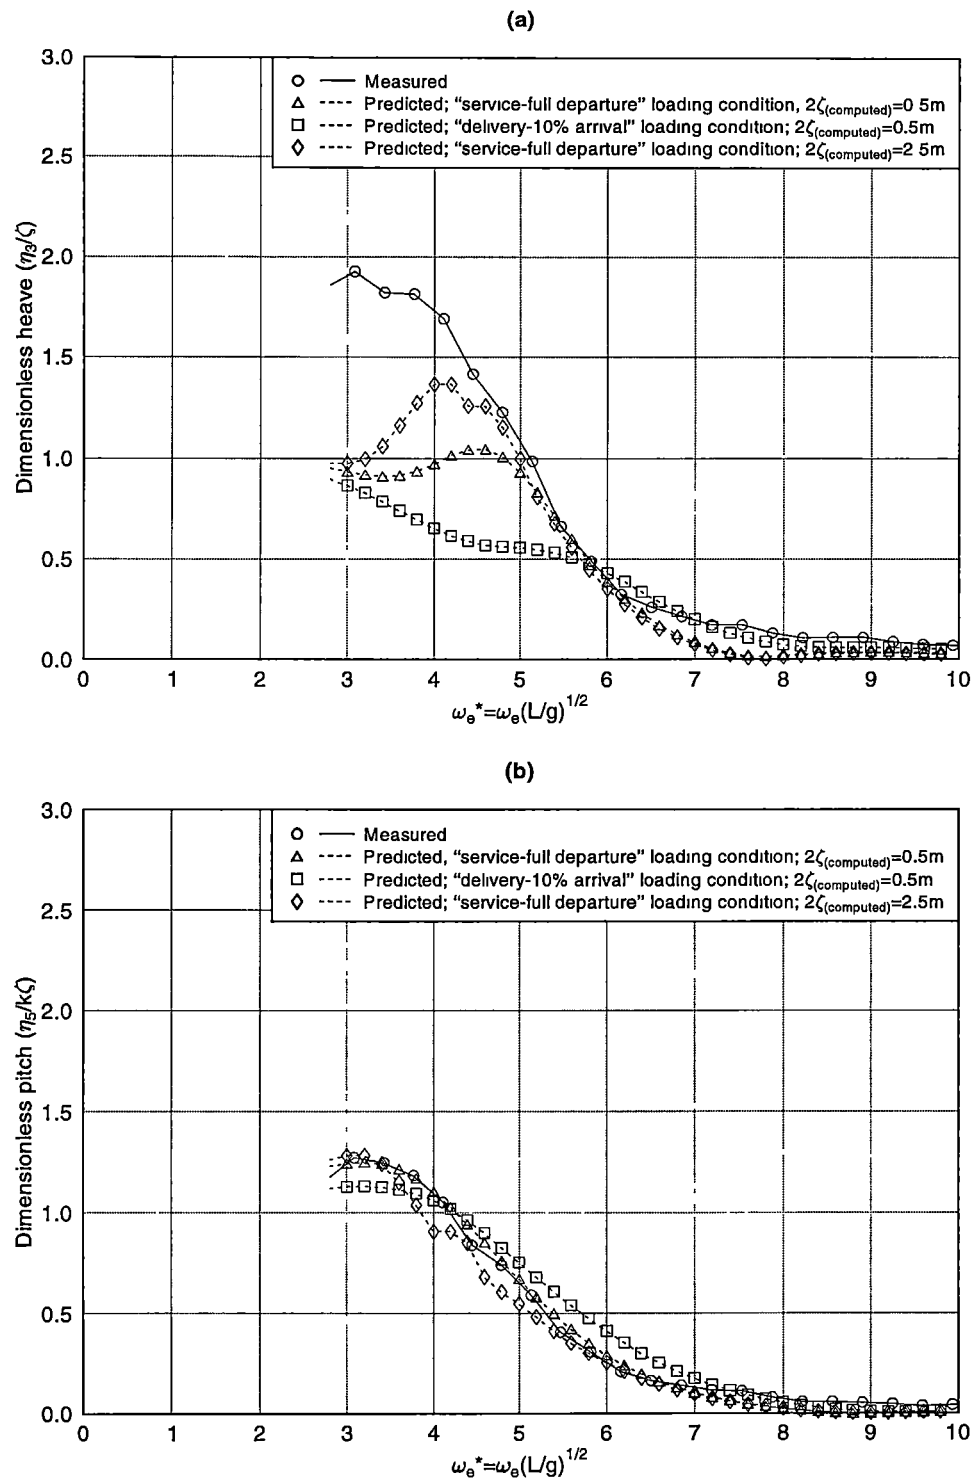 (a)
3.0
2.5
2.0
1.5
1.0
0.5
0.0
Dimensionless heave (η3/ζ)
Measured
Predicted; "service-full departure" loading condition, 2ζ(computed)=0 5m
Predicted; "delivery-10% arrival" loading condition; 2ζ(computed)=0.5m
Predicted; "service-full departure" loading condition; 2ζ(computed)=2 5m
0 1 2 3 4 5 6 7 8 9 10
ωe*=ωe(L/g)1/2
(b)
3.0
2.5
2.0
1.5
1.0
0.5
0.0
Dimensionless pitch (η5/kζ)
Measured
Predicted, "service-full departure" loading condition; 2ζ(computed)=0.5m
Predicted; "delivery-10% arrival" loading condition; 2ζ(computed)=0.5m
Predicted; "service-full departure" loading condition; 2ζ(computed)=2.5m
0 1 2 3 4 5 6 7 8 9 10
ωe*=ωe(L/g)1/2